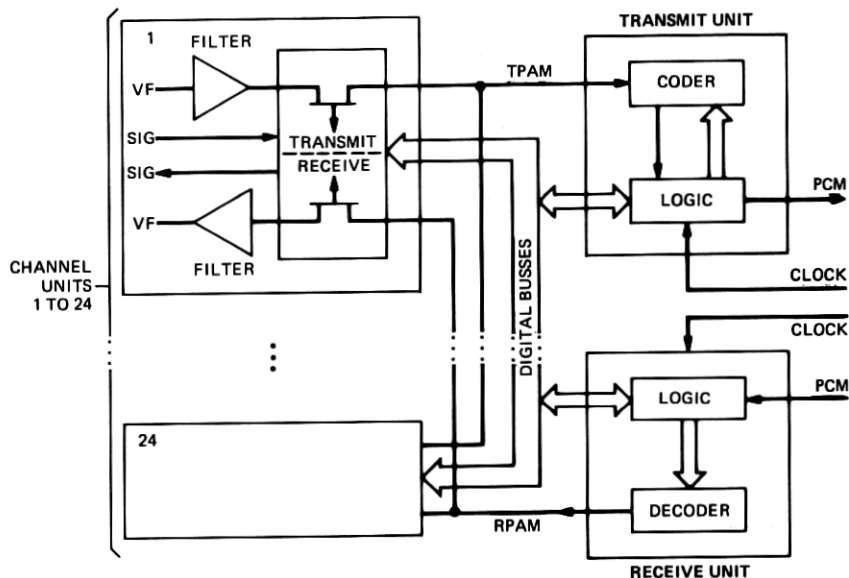 TRANSMIT UNIT
1
FILTER
VF
TPAM
CODER
SIG
TRANSMIT
RECEIVE
SIG
LOGIC
PCM
VF
FILTER
CHANNEL
UNITS
1 TO 24
DIGITAL BUSSES
CLOCK
CLOCK
LOGIC
PCM
24
RPAM
DECODER
RECEIVE UNIT